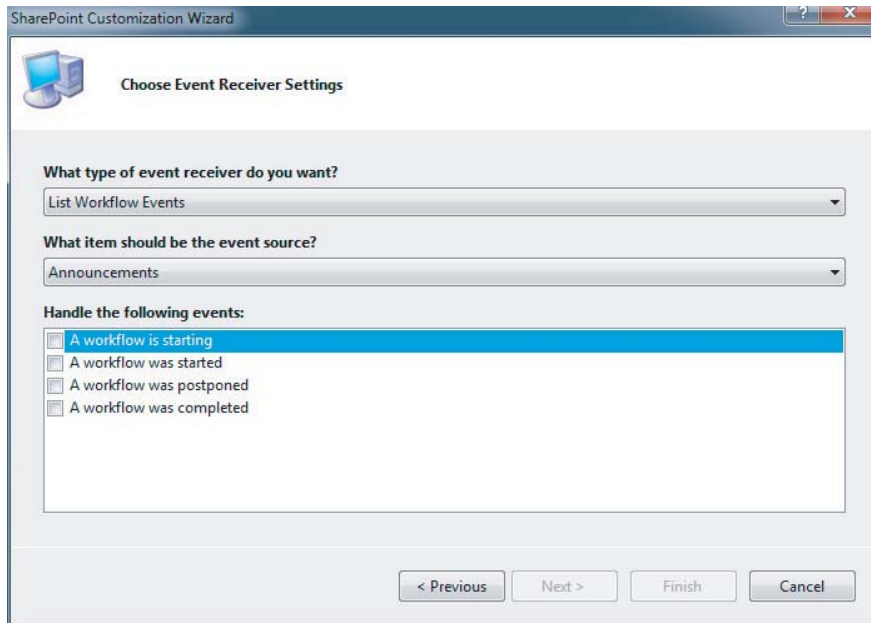 SharePoint Customization Wizard
?
Choose Event Receiver Settings
What type of event receiver do you want?
List Workflow Events
What item should be the event source?
Announcements
Handle the following events:
A workflow is starting
A workflow was started
A workflow was postponed
A workflow was completed
< Previous Next > Finish Cancel